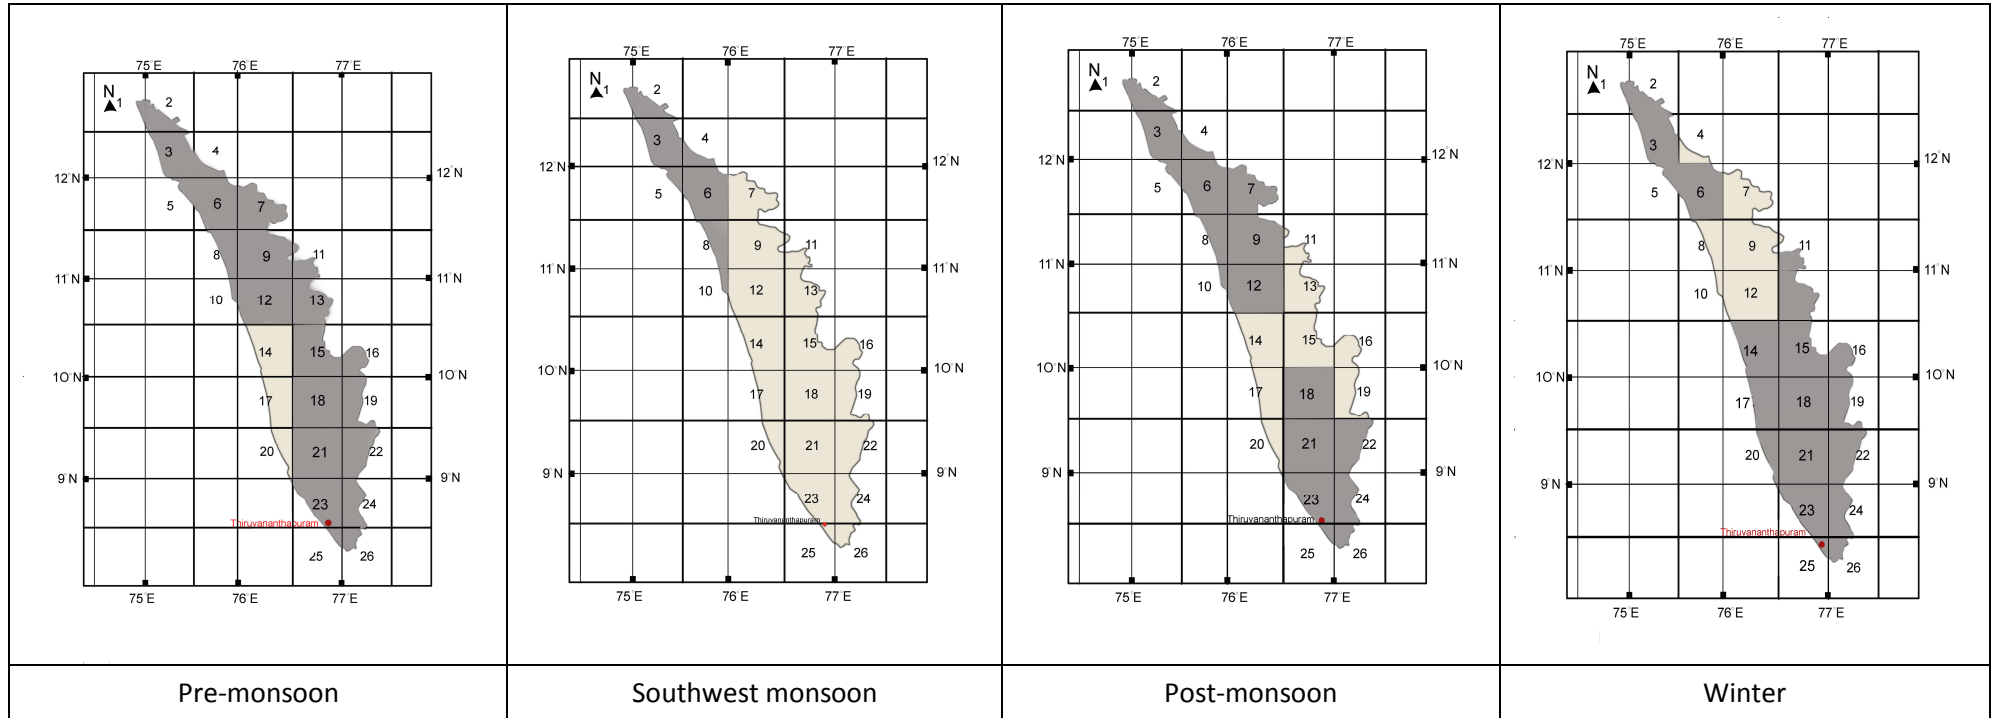 75°E 76°E 77°E
N
1 2
3 4
12°N 12°N
5 6 7
8 9 11
11°N 11°N
10 12 13
14 15 16
10°N 10°N
17 18 19
20 21 22
9°N 9°N
23 24
Thiruvananthapuram
25 26
75°E 76°E 77°E
Pre-monsoon
75°E 76°E 77°E
N
1 2
3 4
12°N 12°N
5 6 7
8 9 11
11°N 11°N
10 12 13
14 15 16
10°N 10°N
17 18 19
20 21 22
9°N 9°N
23 24
Thiruvananthapuram
25 26
75°E 76°E 77°E
Southwest monsoon
75°E 76°E 77°E
N
1 2
3 4
12°N 12°N
5 6 7
8 9 11
11°N 11°N
10 12 13
14 15 16
10°N 10°N
17 18 19
20 21 22
9°N 9°N
23 24
Thiruvananthapuram
25 26
75°E 76°E 77°E
Post-monsoon
75°E 76°E 77°E
N
1 2
3 4
12°N 12°N
5 6 7
8 9 11
11°N 11°N
10 12
14 15 16
10°N 10°N
17 18 19
20 21 22
9°N 9°N
23 24
Thiruvananthapuram
25 26
75°E 76°E 77°E
Winter